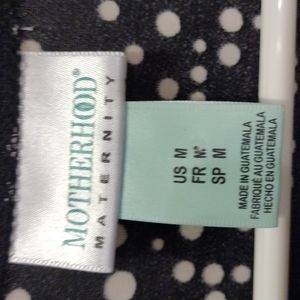 MOTHERHOOD®
MATERNITY
US M
FR M*
SP M
MADE IN GUATEMALA
FABRIQUÉ AU GUATEMALA
HECHO EN GUATEMALA